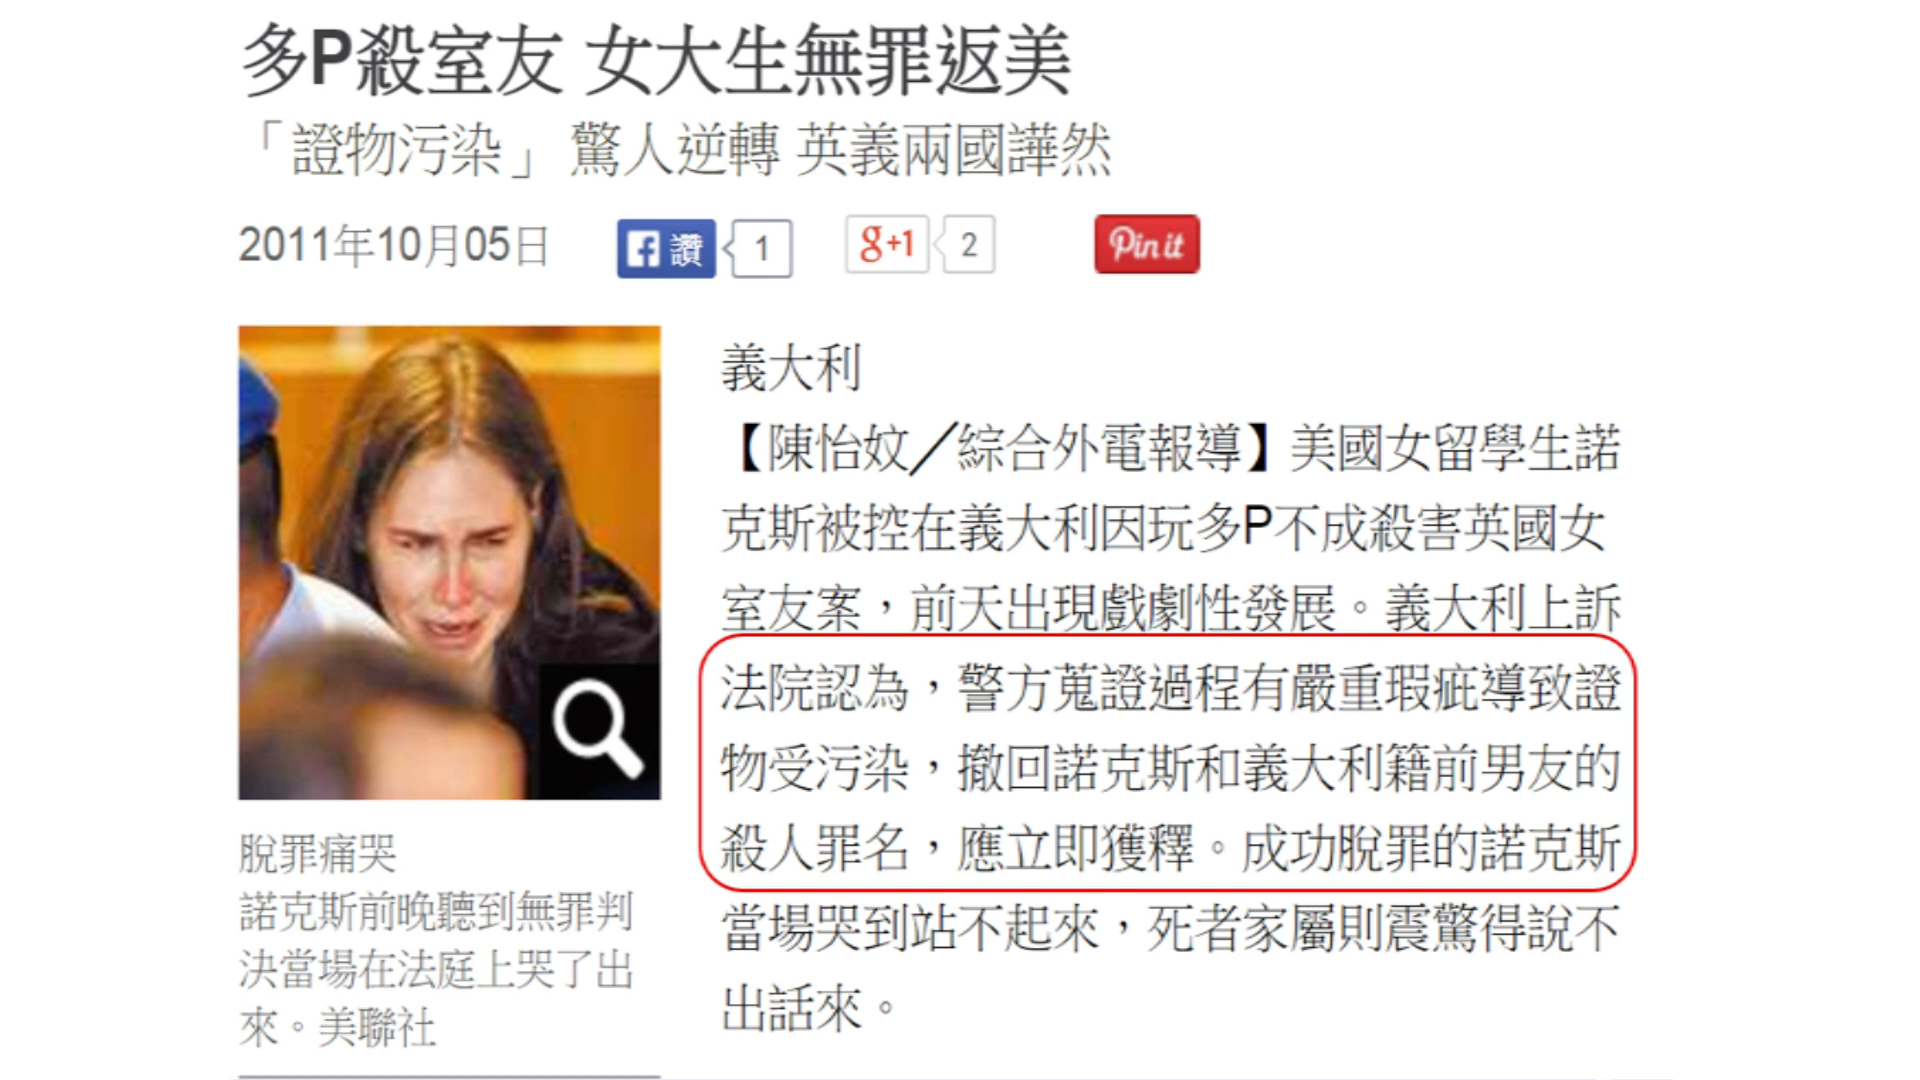 多P殺室友 女大生無罪返美
「證物污染」 驚人逆轉 英義兩國譁然
2011年10月05日 讚 1 g+1 2 Pin it
義大利
【陳怡妏╱綜合外電報導】美國女留學生諾
克斯被控在義大利因玩多P不成殺害英國女
室友案，前天出現戲劇性發展。義大利上訴
法院認為，警方蒐證過程有嚴重瑕疵導致證
物受污染，撤回諾克斯和義大利籍前男友的
殺人罪名，應立即獲釋。成功脫罪的諾克斯
當場哭到站不起來，死者家屬則震驚得說不
出話來。
脫罪痛哭
諾克斯前晚聽到無罪判
決當場在法庭上哭了出
來。美聯社